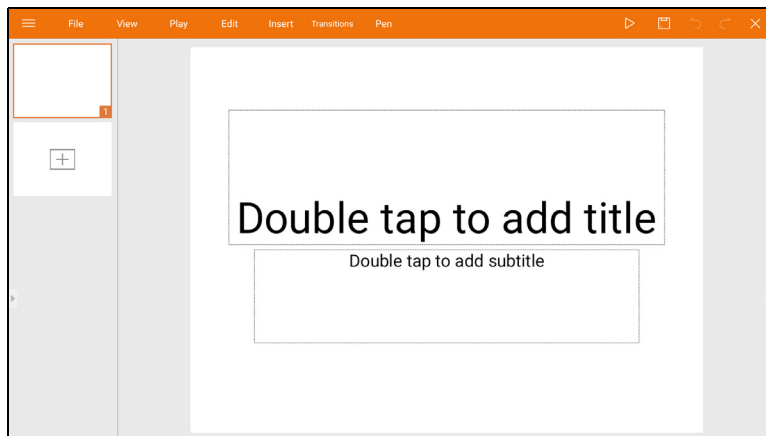 File View Play Edit Insert Transitions Pen
1
Double tap to add title
Double tap to add subtitle